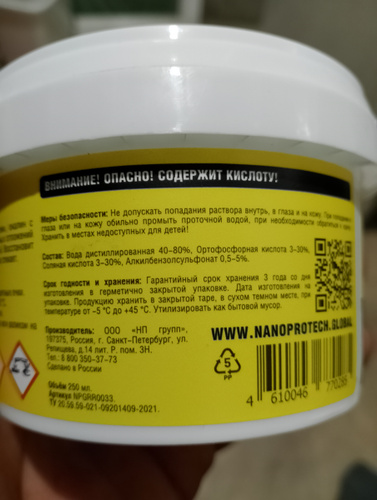 ВНИМАНИЕ! ОПАСНО! СОДЕРЖИТ КИСЛОТУ!
Меры безопасности: Не допускать попадания раствора внутрь, в
глаза и на кожу. При попадании в
глаза или на кожу обильно промыть проточной водой, при необходимости обратиться к врачу.
Хранить в местах недоступных для детей!
Состав: Вода дистиллированная 40–80%, Ортофосфорная кислота 3–30%,
Соляная кислота 3–30%, Алкилбензолсульфонат 0,5–5%.
Срок годности и хранения: Гарантийный срок хранения 3 года со дня
изготовления в герметично закрытой упаковке. Дата изготовления на
упаковке. Продукцию хранить в закрытой таре, в сухом темном месте, при
температуре от –5 °С до +45 °С. Утилизировать как бытовой мусор.
Производитель: ООО «НП групп»,
197375, Россия, г. Санкт-Петербург, ул.
Репищева, д.14 лит Р. пом. 3Н.
Тел. 8 800 350-37-73
Сделано в России
WWW.NANOPROTECH.GLOBAL
5
PP
Объём 250 мл.
Артикул NPGRR0033.
ТУ 20.59.59-021-09201409-2021.
4 610046 770265